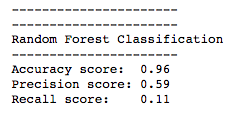 ----------------------
----------------------
Random Forest Classification
----------------------
Accuracy score:  0.96
Precision score: 0.59
Recall score:    0.11